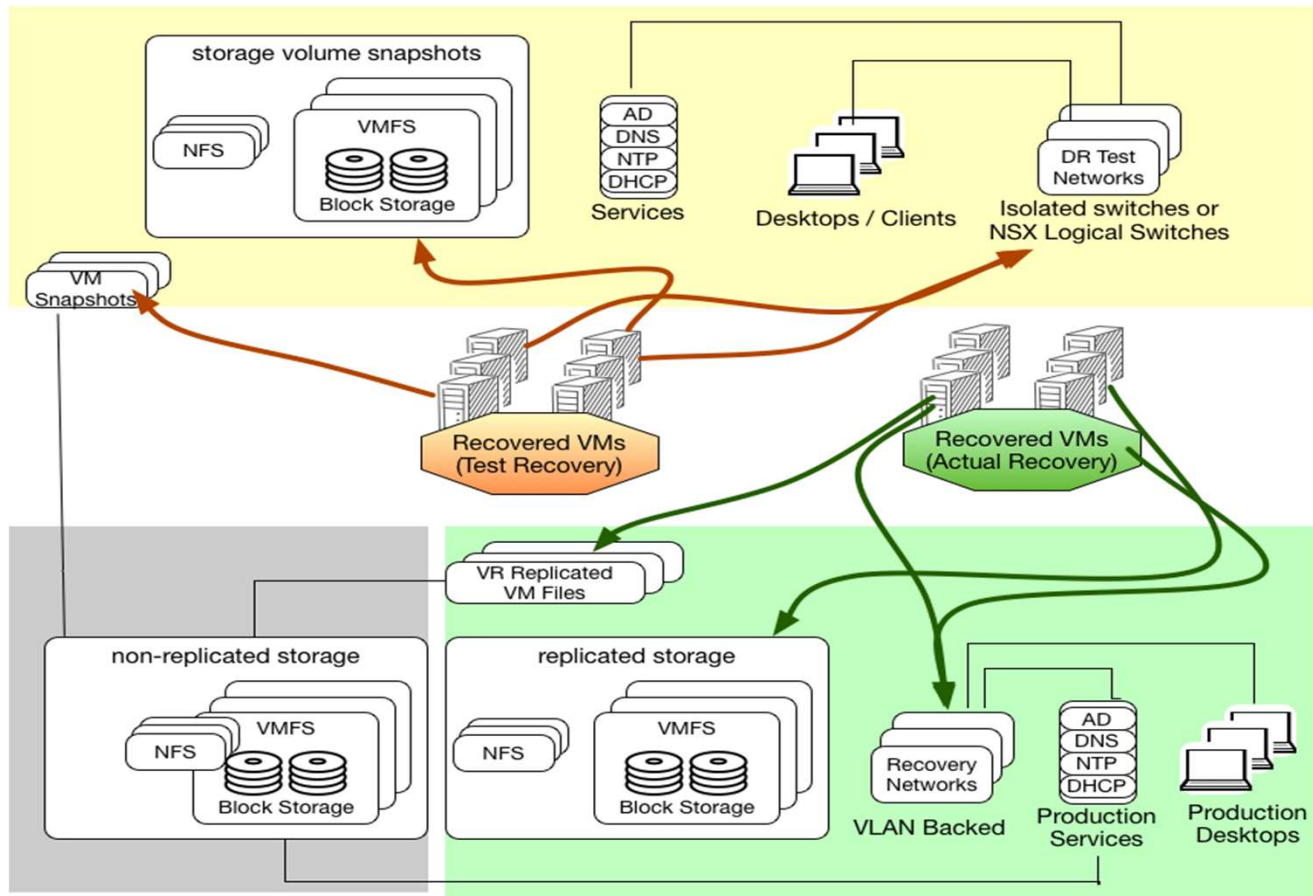 storage volume snapshots
NFS
VMFS
Block Storage
AD
DNS
NTP
DHCP
Services
Desktops / Clients
DR Test
Networks
Isolated switches or
NSX Logical Switches
VM
Snapshots
Recovered VMs
(Test Recovery)
Recovered VMs
(Actual Recovery)
VR Replicated
VM Files
non-replicated storage
NFS
VMFS
Block Storage
replicated storage
NFS
VMFS
Block Storage
Recovery
Networks
VLAN Backed
AD
DNS
NTP
DHCP
Production
Services
Production
Desktops